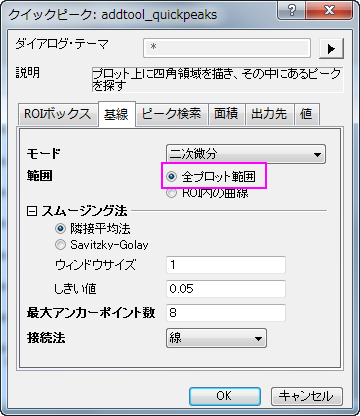 クイックピーク: addtool_quickpeaks
ダイアログ・テーマ *
説明 プロット上に四角領域を描き、その中にあるピークを探す
ROIボックス 基線 ピーク検索 面積 出力先 値
モード 二次微分
範囲 全プロット範囲
ROI内の曲線
スムージング法
隣接平均法
Savitzky-Golay
ウィンドウサイズ 1
しきい値 0.05
最大アンカーポイント数 8
接続法 線
OK キャンセル